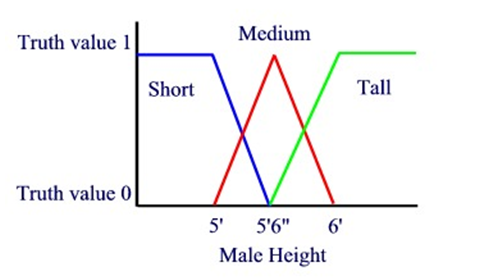 Truth value 1
Medium
Short
Tall
Truth value 0
5' 5'6" 6'
Male Height